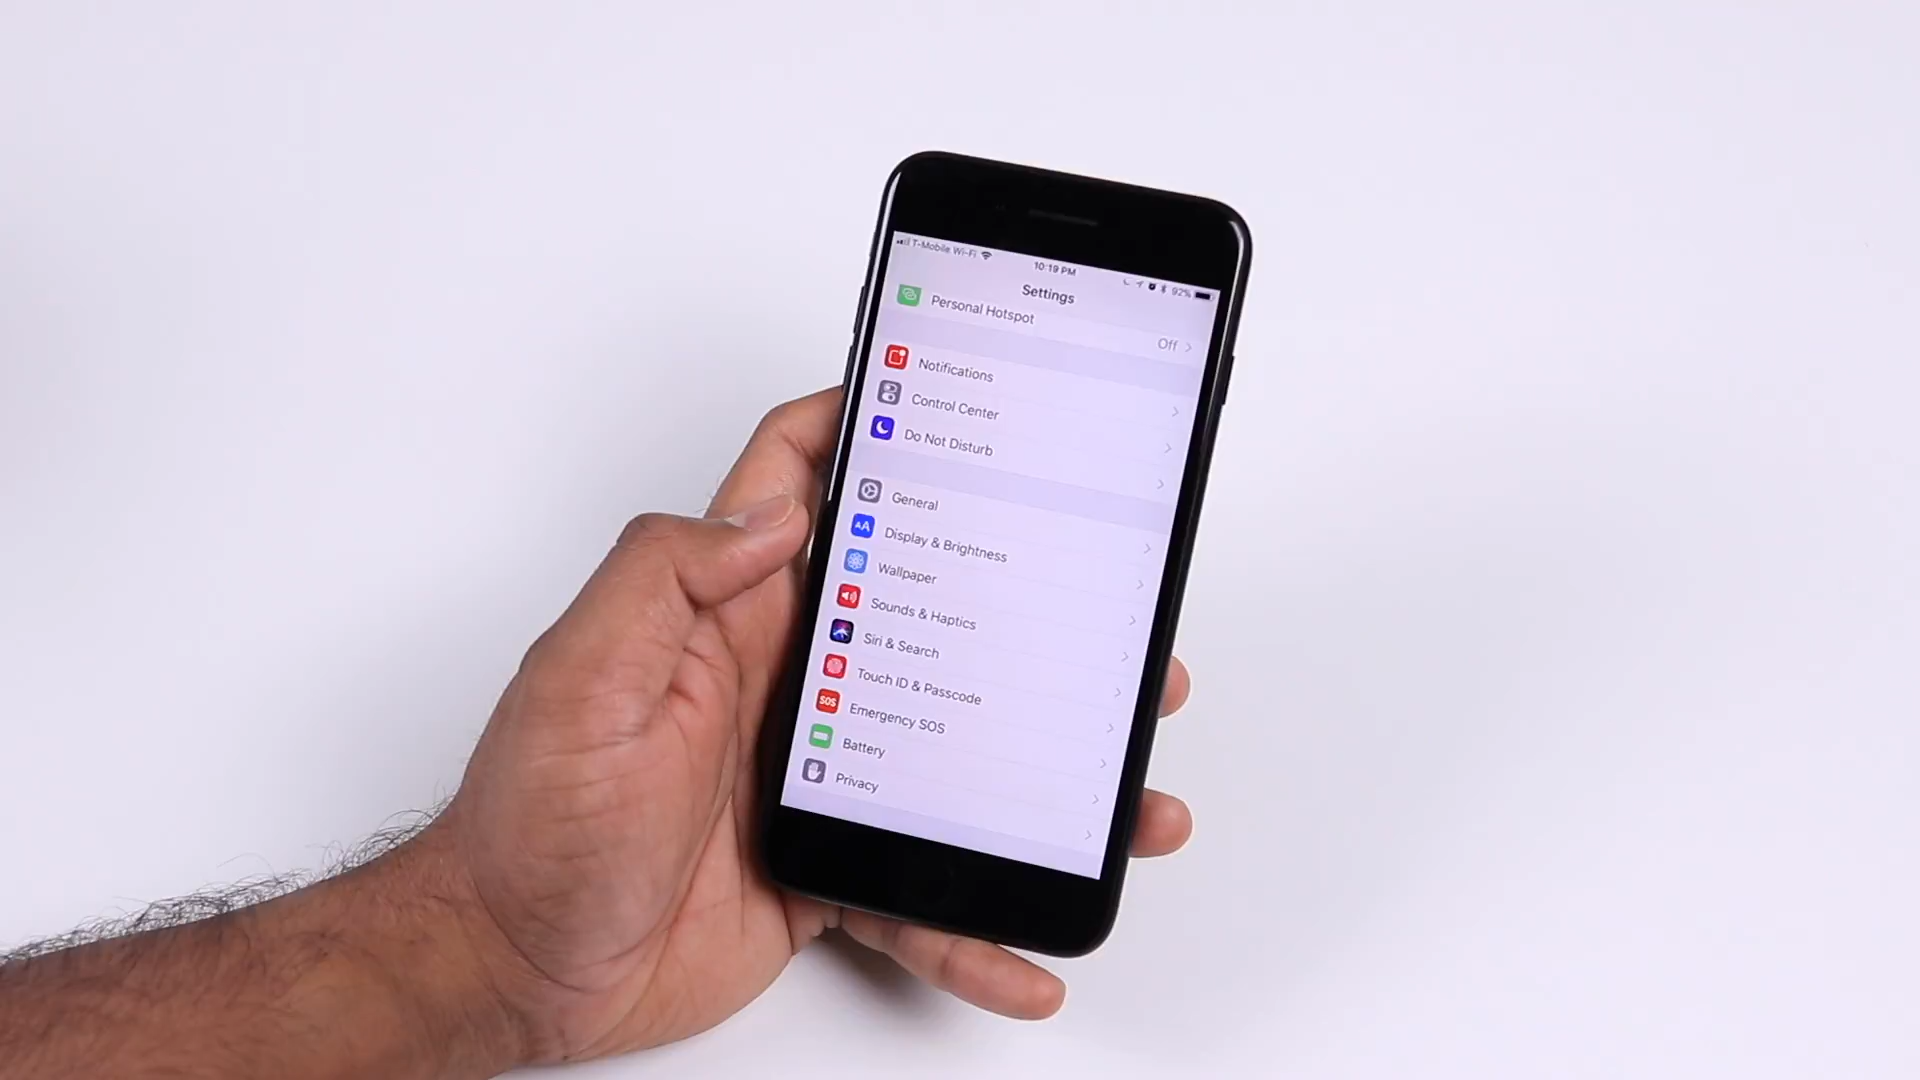 T-Mobile Wi-Fi
10:19 PM
92%
Settings
Personal Hotspot
Off
Notifications
Control Center
Do Not Disturb
General
AA
Display & Brightness
Wallpaper
Sounds & Haptics
Siri & Search
Touch ID & Passcode
SOS
Emergency SOS
Battery
Privacy